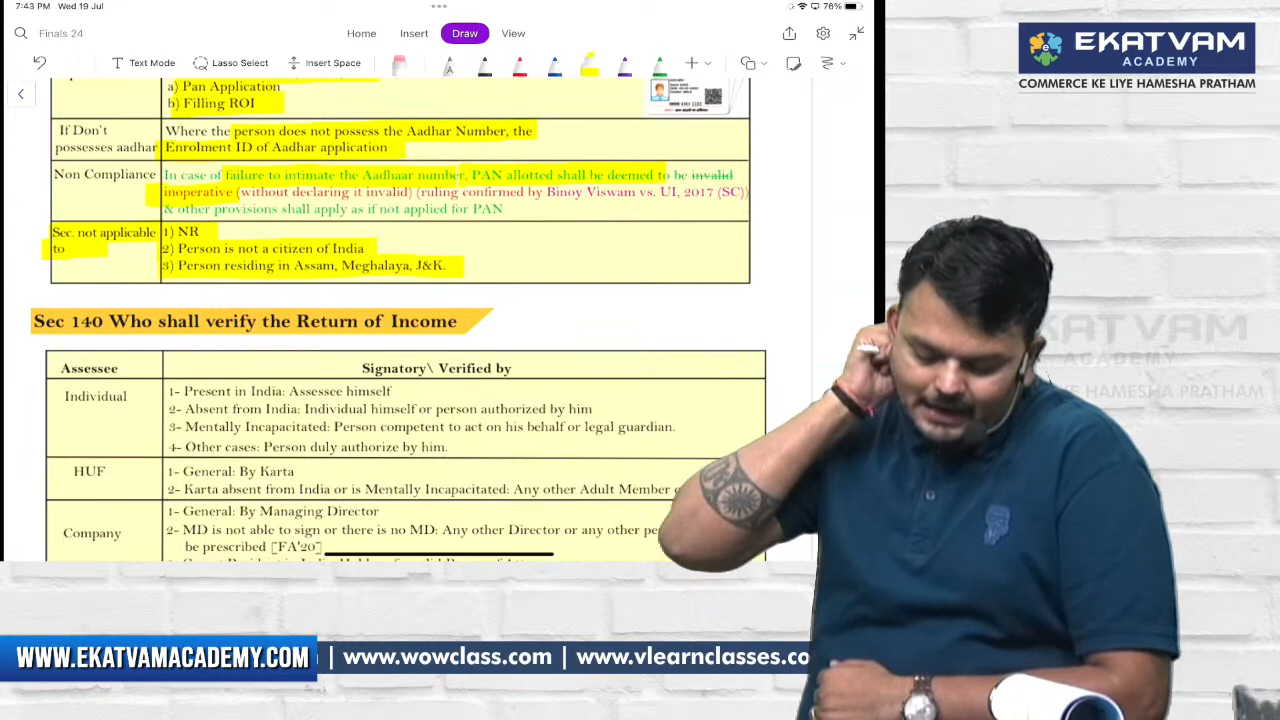 7:43 PM Wed 19 Jul
76%
Finals 24
Home Insert Draw View
Text Mode Lasso Select Insert Space
EKATVAM
ACADEMY
COMMERCE KE LIYE HAMESHA PRATHAM
a) Pan Application
b) Filling ROI
If Don't possesses aadhar
Where the person does not possess the Aadhar Number, the
Enrolment ID of Aadhar application
Non Compliance
In case of failure to intimate the Aadhaar number, PAN allotted shall be deemed to be invalid
inoperative (without declaring it invalid) (ruling confirmed by Binoy Viswam vs. UI, 2017 (SC))
& other provisions shall apply as if not applied for PAN
Sec. not applicable to
1) NR
2) Person is not a citizen of India
3) Person residing in Assam, Meghalaya, J&K.
Sec 140 Who shall verify the Return of Income
Assessee
Signatory\ Verified by
Individual
1- Present in India: Assessee himself
2- Absent from India: Individual himself or person authorized by him
3- Mentally Incapacitated: Person competent to act on his behalf or legal guardian.
4- Other cases: Person duly authorize by him.
HUF
1- General: By Karta
2- Karta absent from India or is Mentally Incapacitated: Any other Adult Member
Company
1- General: By Managing Director
2- MD is not able to sign or there is no MD: Any other Director or any other
be prescribed [FA'20]
EKATVAM
ACADEMY
HAMESHA PRATHAM
WWW.EKATVAMACADEMY.COM
| www.wowclass.com | www.vlearnclasses.co